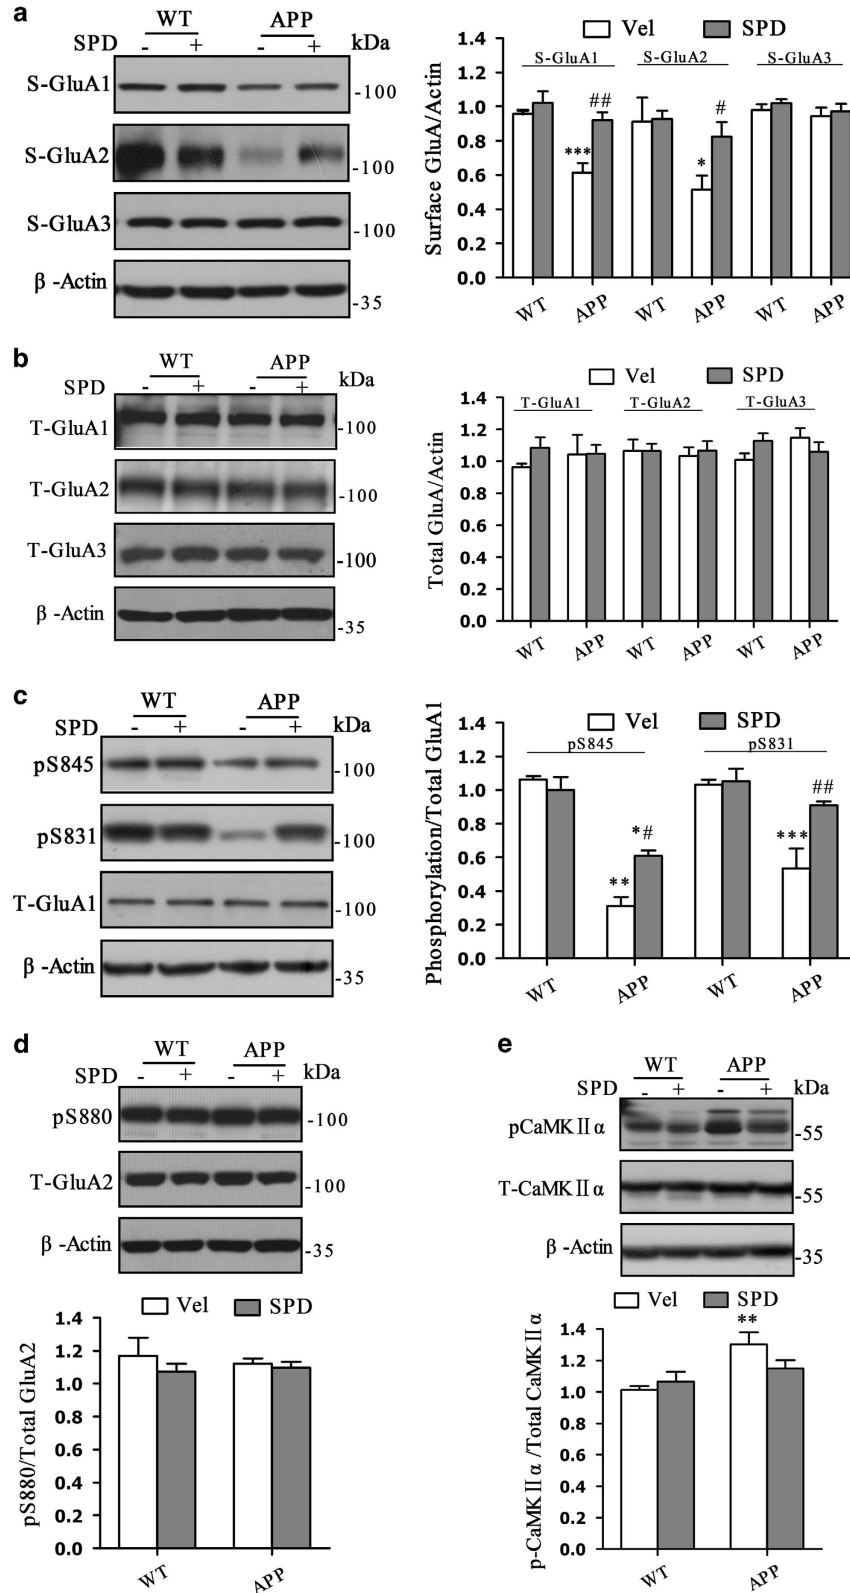 a
WT APP
SPD - + - + kDa
S-GluA1 -100
S-GluA2 -100
S-GluA3 -100
β -Actin -35
Vel SPD
S-GluA1 S-GluA2 S-GluA3
Surface GluA/Actin
1.4
1.2
1.0
0.8
0.6
0.4
0.2
0.0
*** ## * #
WT APP WT APP WT APP
b
WT APP
SPD - + - + kDa
T-GluA1 -100
T-GluA2 -100
T-GluA3 -100
β -Actin -35
Vel SPD
T-GluA1 T-GluA2 T-GluA3
Total GluA/Actin
1.4
1.2
1.0
0.8
0.6
0.4
0.2
0.0
WT APP WT APP WT APP
c
WT APP
SPD - + - + kDa
pS845 -100
pS831 -100
T-GluA1 -100
β -Actin -35
Vel SPD
pS845 pS831
Phosphorylation/Total GluA1
1.4
1.2
1.0
0.8
0.6
0.4
0.2
0.0
** *# *** ##
WT APP WT APP
d
WT APP
SPD - + - + kDa
pS880 -100
T-GluA2 -100
β -Actin -35
Vel SPD
pS880/Total GluA2
1.4
1.2
1.0
0.8
0.6
0.4
0.2
0.0
WT APP
e
WT APP
SPD - + - + kDa
pCaMKⅡα -55
T-CaMKⅡα -55
β -Actin -35
Vel SPD
p-CaMKⅡα /Total CaMKⅡα
1.4
1.2
1.0
0.8
0.6
0.4
0.2
0.0
**
WT APP